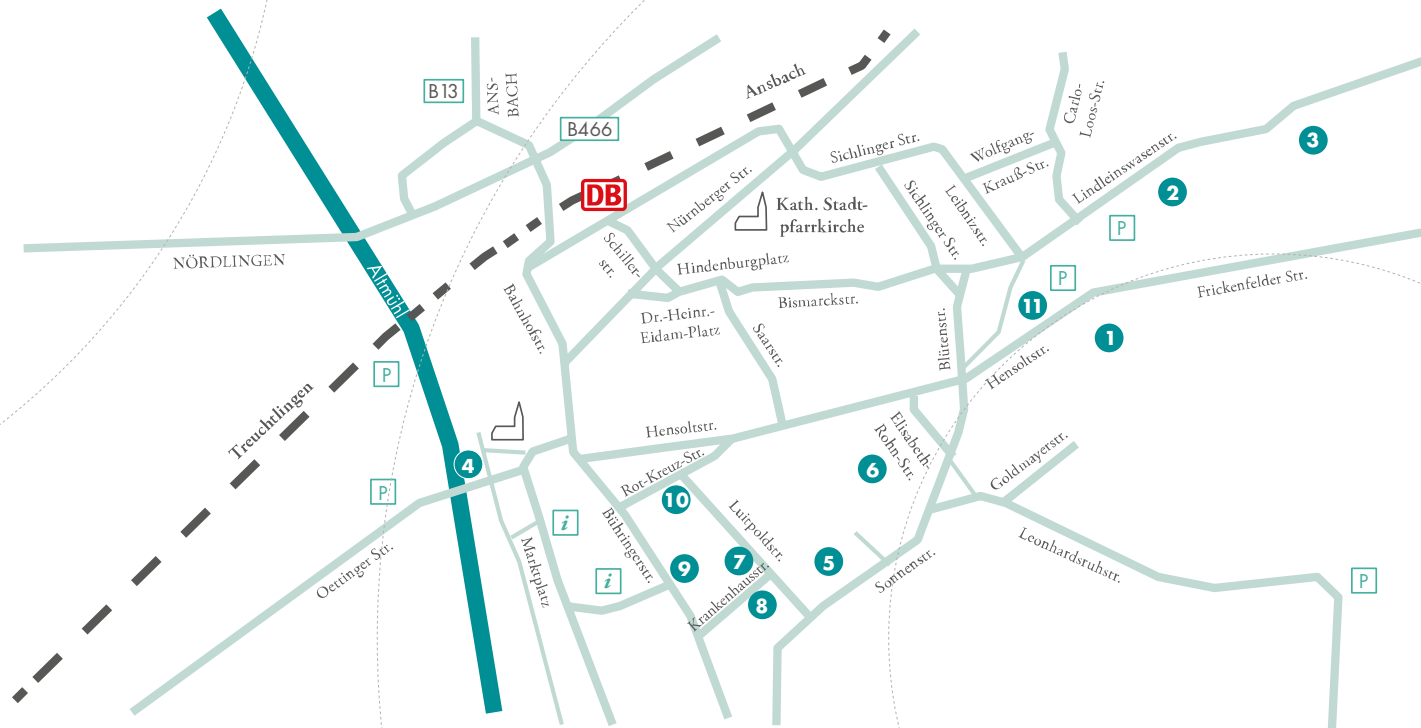 B13
ANS-
BACH
B466
Ansbach
DB
Nürnberger Str.
Kath. Stadt-
pfarrkirche
Sichlinger Str.
Sichlinger Str.
Leibnizstr.
Wolfgang-
Krauß-Str.
Carlo-
Loos-Str.
Lindleinswasenstr.
3
2
P
P
11
1
Frickenfelder Str.
NÖRDLINGEN
Altmühl
Schiller-
str.
Hindenburgplatz
Bismarckstr.
Dr.-Heinr.-
Eidam-Platz
Saarstr.
Bahnhofstr.
Blütenstr.
Hensoltstr.
Treuchtlingen
P
4
P
Hensoltstr.
Rot-Kreuz-Str.
10
Elisabeth-
Rohn-Str.
6
Goldmayerstr.
Leonhardsruhstr.
P
i
i
Oettinger Str.
Marktplatz
Bühringerstr.
Luitpoldstr.
9
7
5
Krankenhausstr.
8
Sonnenstr.